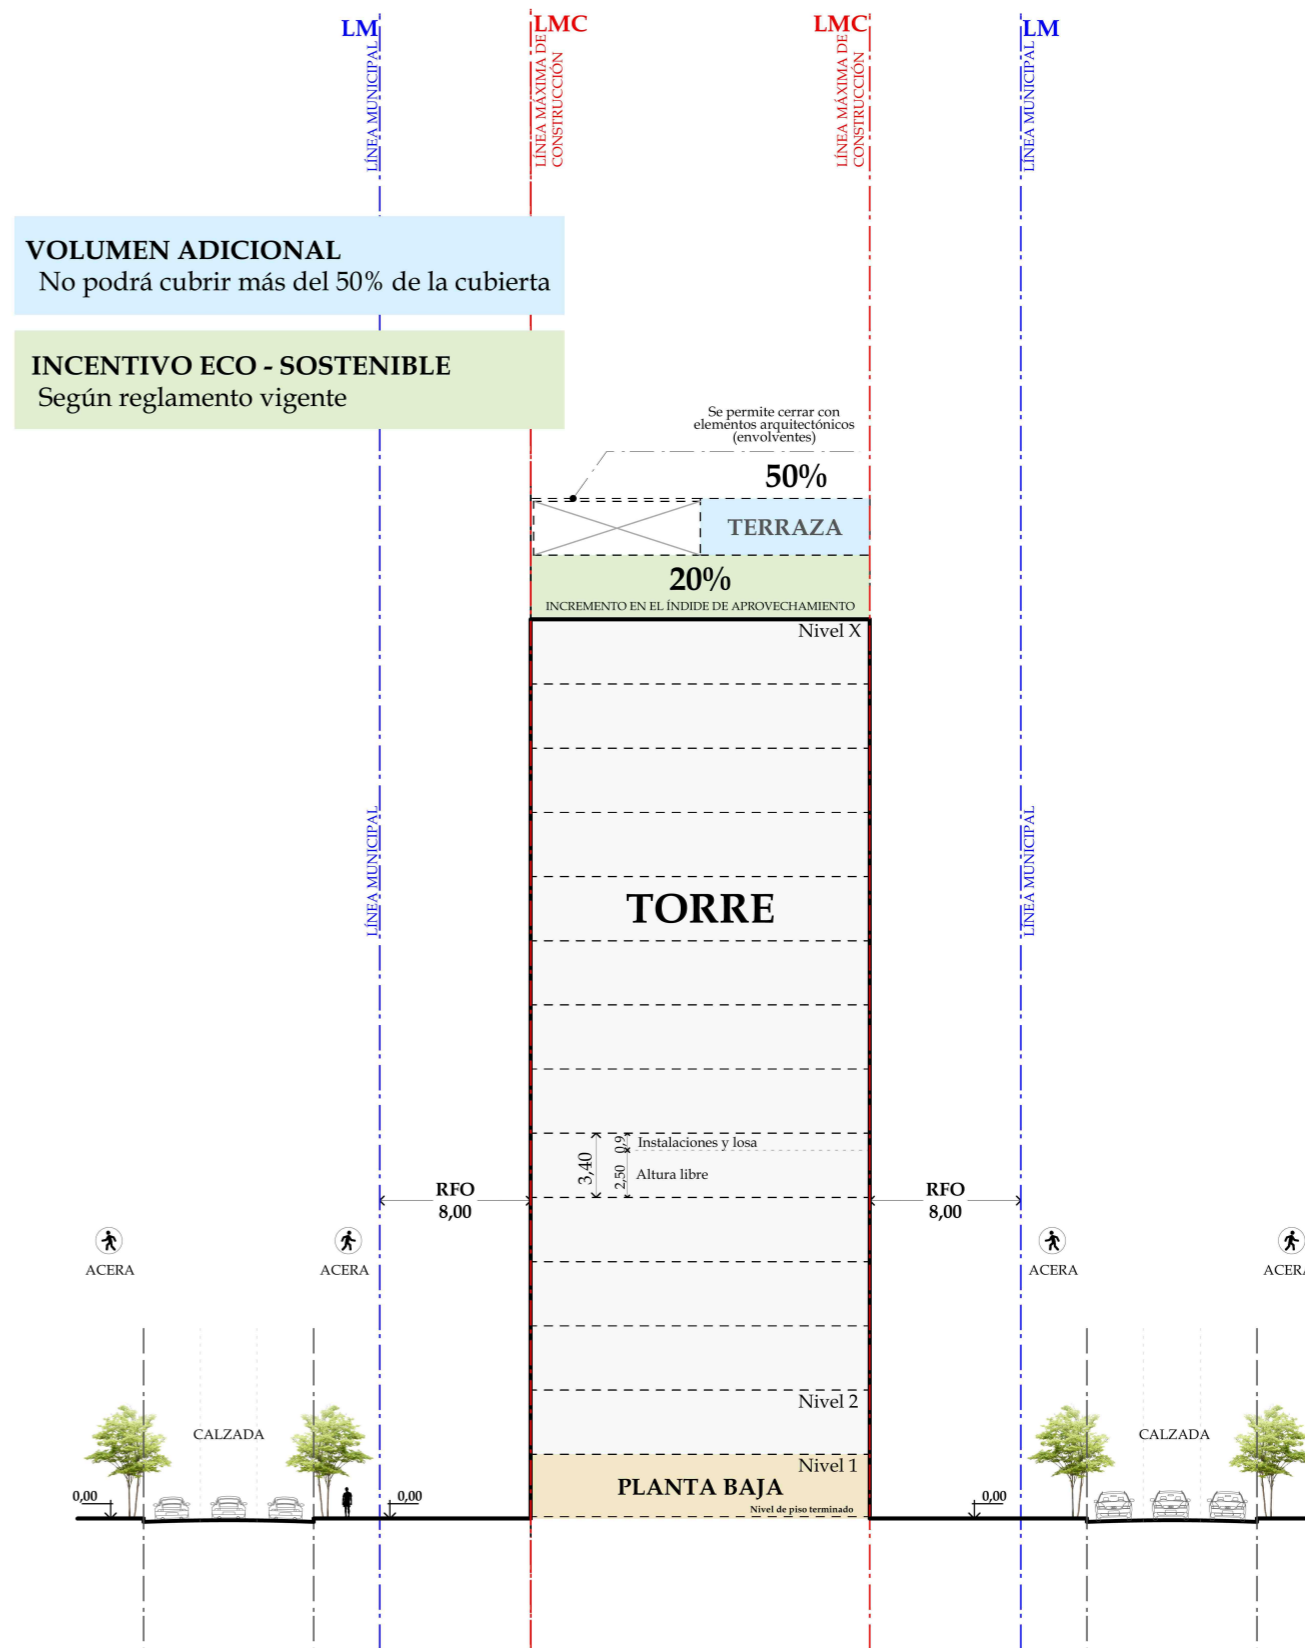 LM
LMC
LMC
LM
LÍNEA MUNICIPAL
LÍNEA MÁXIMA DE
CONSTRUCCIÓN
LÍNEA MÁXIMA DE
CONSTRUCCIÓN
LÍNEA MUNICIPAL
VOLUMEN ADICIONAL
No podrá cubrir más del 50% de la cubierta
INCENTIVO ECO - SOSTENIBLE
Según reglamento vigente
Se permite cerrar con
elementos arquitectónicos
(envolventes)
50%
TERRAZA
20%
INCREMENTO EN EL ÍNDIDE DE APROVECHAMIENTO
Nivel X
LÍNEA MUNICIPAL
LÍNEA MUNICIPAL
TORRE
3,40
0,9
Instalaciones y losa
2,50
Altura libre
RFO
8,00
RFO
8,00
ACERA
ACERA
ACERA
ACERA
Nivel 2
CALZADA
CALZADA
Nivel 1
PLANTA BAJA
Nivel de piso terminado
0,00
0,00
0,00